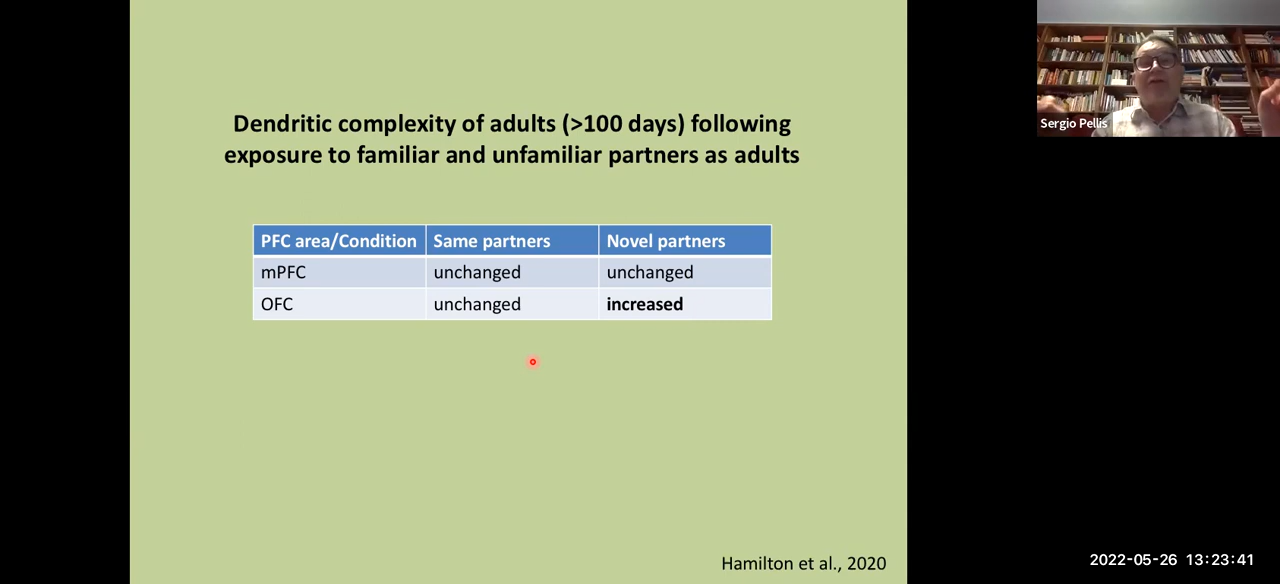 Dendritic complexity of adults (>100 days) following
exposure to familiar and unfamiliar partners as adults
PFC area/Condition Same partners Novel partners
mPFC unchanged unchanged
OFC unchanged increased
Hamilton et al., 2020
Sergio Pellis
2022-05-26 13:23:41